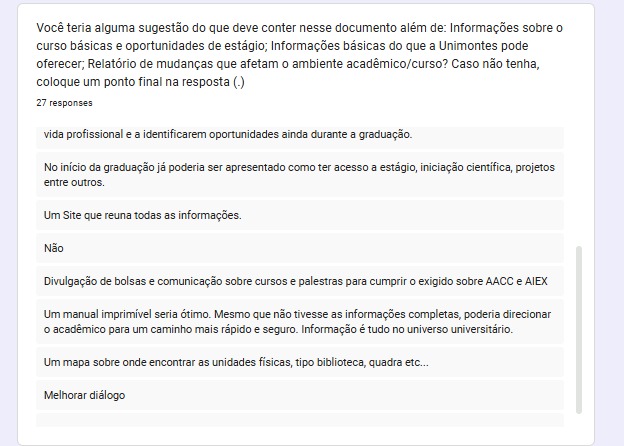 Você teria alguma sugestão do que deve conter nesse documento além de: Informações sobre o
curso básicas e oportunidades de estágio; Informações básicas do que a Unimontes pode
oferecer; Relatório de mudanças que afetam o ambiente acadêmico/curso? Caso não tenha,
coloque um ponto final na resposta (.)
27 responses
vida profissional e a identificarem oportunidades ainda durante a graduação.
No início da graduação já poderia ser apresentado como ter acesso a estágio, iniciação científica, projetos
entre outros.
Um Site que reuna todas as informações.
Não
Divulgação de bolsas e comunicação sobre cursos e palestras para cumprir o exigido sobre AACC e AIEX
Um manual imprimível seria ótimo. Mesmo que não tivesse as informações completas, poderia direcionar
o acadêmico para um caminho mais rápido e seguro. Informação é tudo no universo universitário.
Um mapa sobre onde encontrar as unidades físicas, tipo biblioteca, quadra etc...
Melhorar diálogo